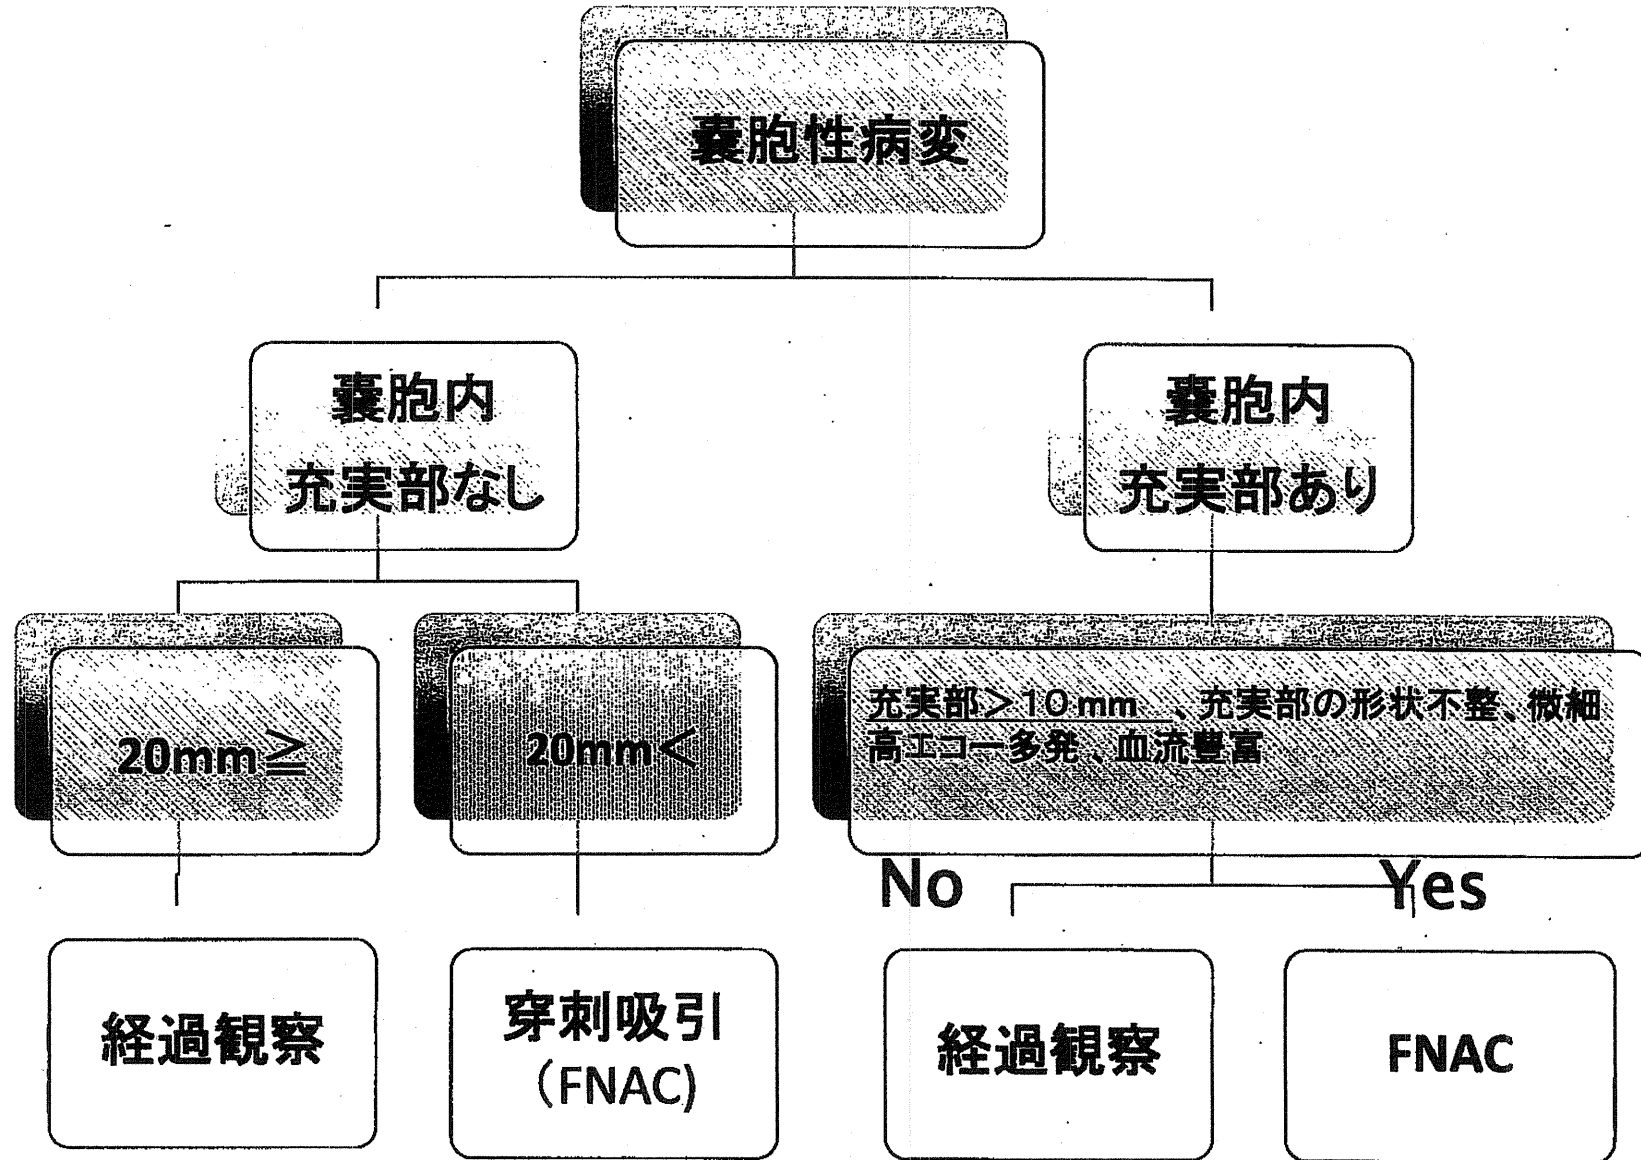 嚢胞性病変
嚢胞内
充実部なし
嚢胞内
充実部あり
20mm≧
20mm<
充実部>10mm 、充実部の形状不整、微細
高エコー多発、血流豊富
No
Yes
経過観察
穿刺吸引
(FNAC)
経過観察
FNAC